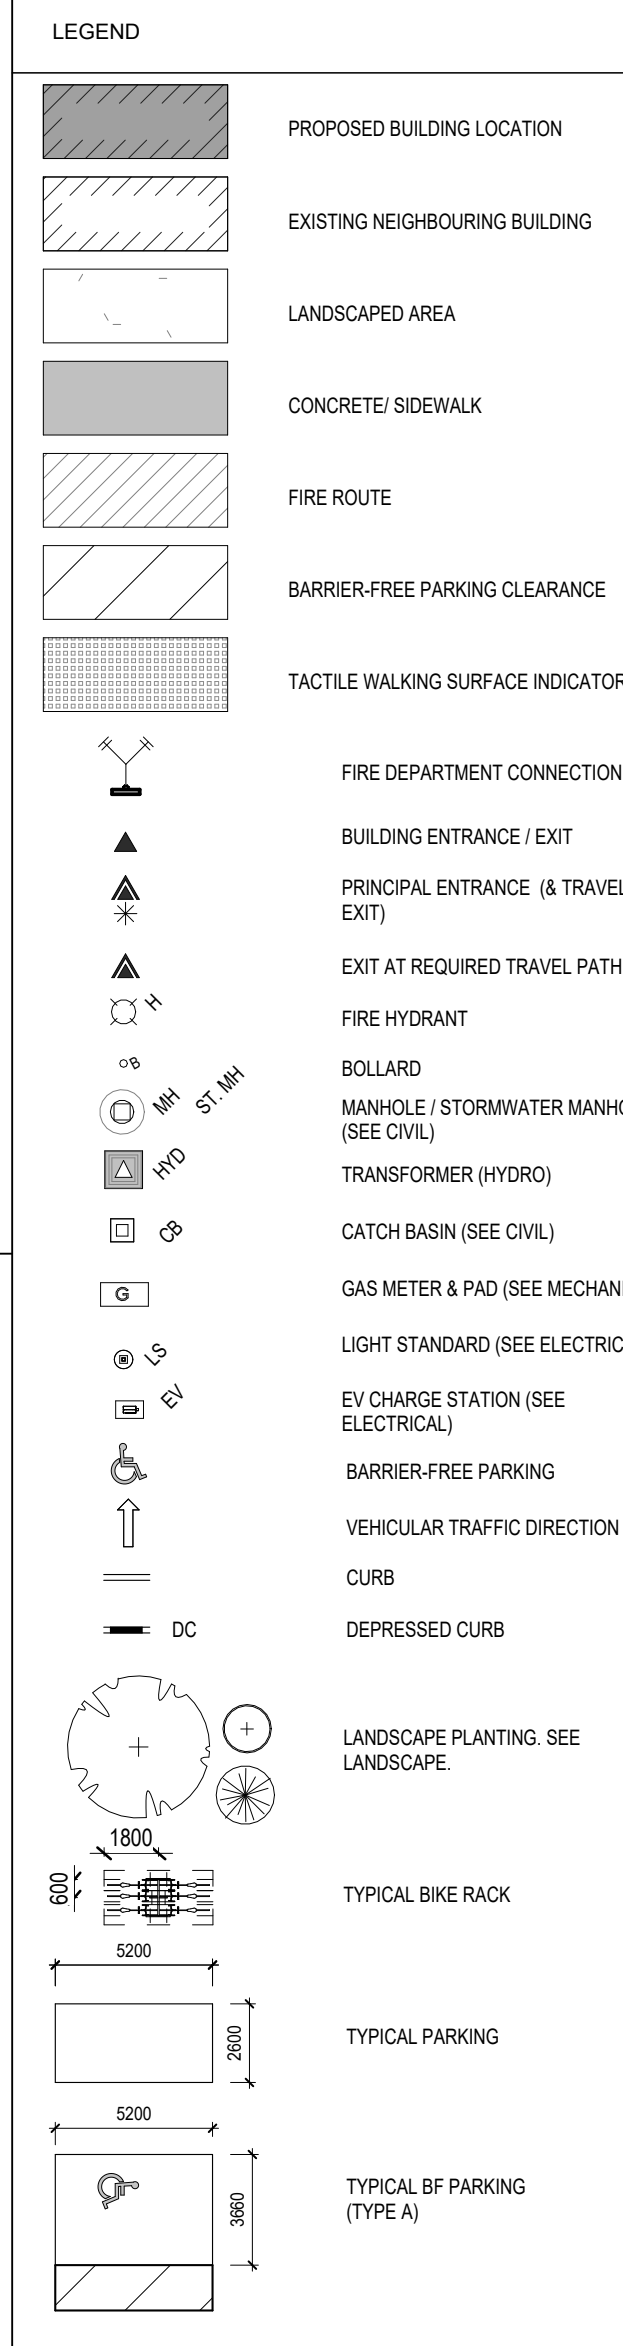 LEGEND
PROPOSED BUILDING LOCATION
EXISTING NEIGHBOURING BUILDING
LANDSCAPED AREA
CONCRETE/ SIDEWALK
FIRE ROUTE
BARRIER-FREE PARKING CLEARANCE
TACTILE WALKING SURFACE INDICATOR
FIRE DEPARTMENT CONNECTION
BUILDING ENTRANCE / EXIT
PRINCIPAL ENTRANCE (& TRAVEL
EXIT)
EXIT AT REQUIRED TRAVEL PATH
H
FIRE HYDRANT
B
BOLLARD
MH ST. MH
MANHOLE / STORMWATER MANHO
(SEE CIVIL)
HYD
TRANSFORMER (HYDRO)
CB
CATCH BASIN (SEE CIVIL)
G
GAS METER & PAD (SEE MECHANI
LS
LIGHT STANDARD (SEE ELECTRIC
EV
EV CHARGE STATION (SEE
ELECTRICAL)
BARRIER-FREE PARKING
VEHICULAR TRAFFIC DIRECTION
CURB
DC
DEPRESSED CURB
LANDSCAPE PLANTING. SEE
LANDSCAPE.
1800
600
TYPICAL BIKE RACK
5200
2600
TYPICAL PARKING
5200
3660
TYPICAL BF PARKING
(TYPE A)